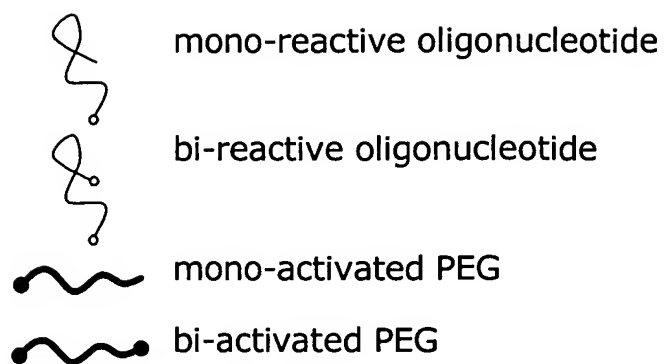 mono-reactive oligonucleotide
bi-reactive oligonucleotide
mono-activated PEG
bi-activated PEG